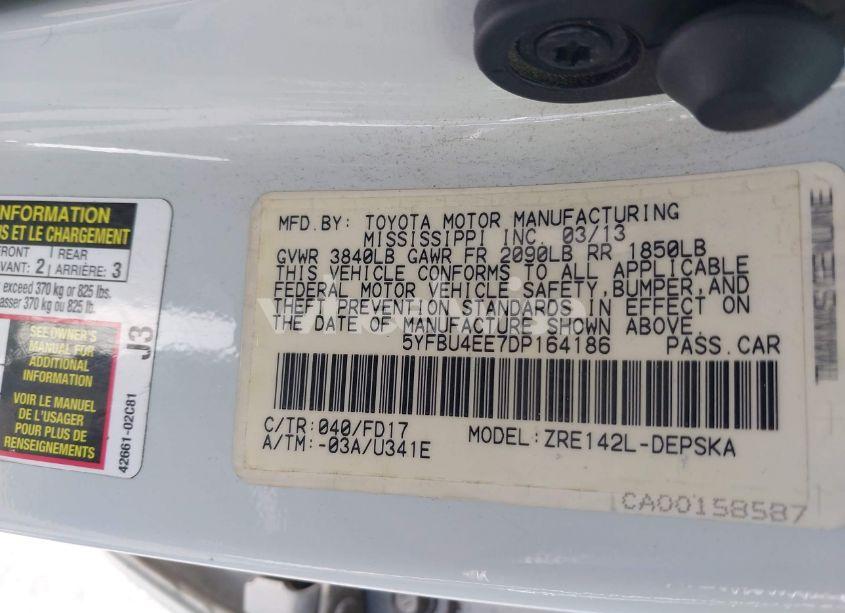 INFORMATION
US ET LE CHARGEMENT
FRONT
AVANT: 2
REAR
ARRIÈRE: 3
exceed 370 kg or 825 lbs.
asser 370 kg ou 825 lb.
SEE OWNER'S
MANUAL FOR
ADDITIONAL
INFORMATION
VOIR LE MANUEL
DE L'USAGER
POUR PLUS DE
RENSEIGNEMENTS
J3
42661-02C81
MFD.BY: TOYOTA MOTOR MANUFACTURING
MISSISSIPPI INC. 03/13
GVWR 3840LB GAWR FR 2090LB RR 1850LB
THIS VEHICLE CONFORMS TO ALL APPLICABLE
FEDERAL MOTOR VEHICLE SAFETY,BUMPER,AND
THEFT PREVENTION STANDARDS IN EFFECT ON
THE DATE OF MANUFACTURE SHOWN ABOVE.
5YFBU4EE7DP164186 PASS.CAR
C/TR:040/FD17
A/TM:-03A/U341E
MODEL:ZRE142L-DEPSKA
CA00158587